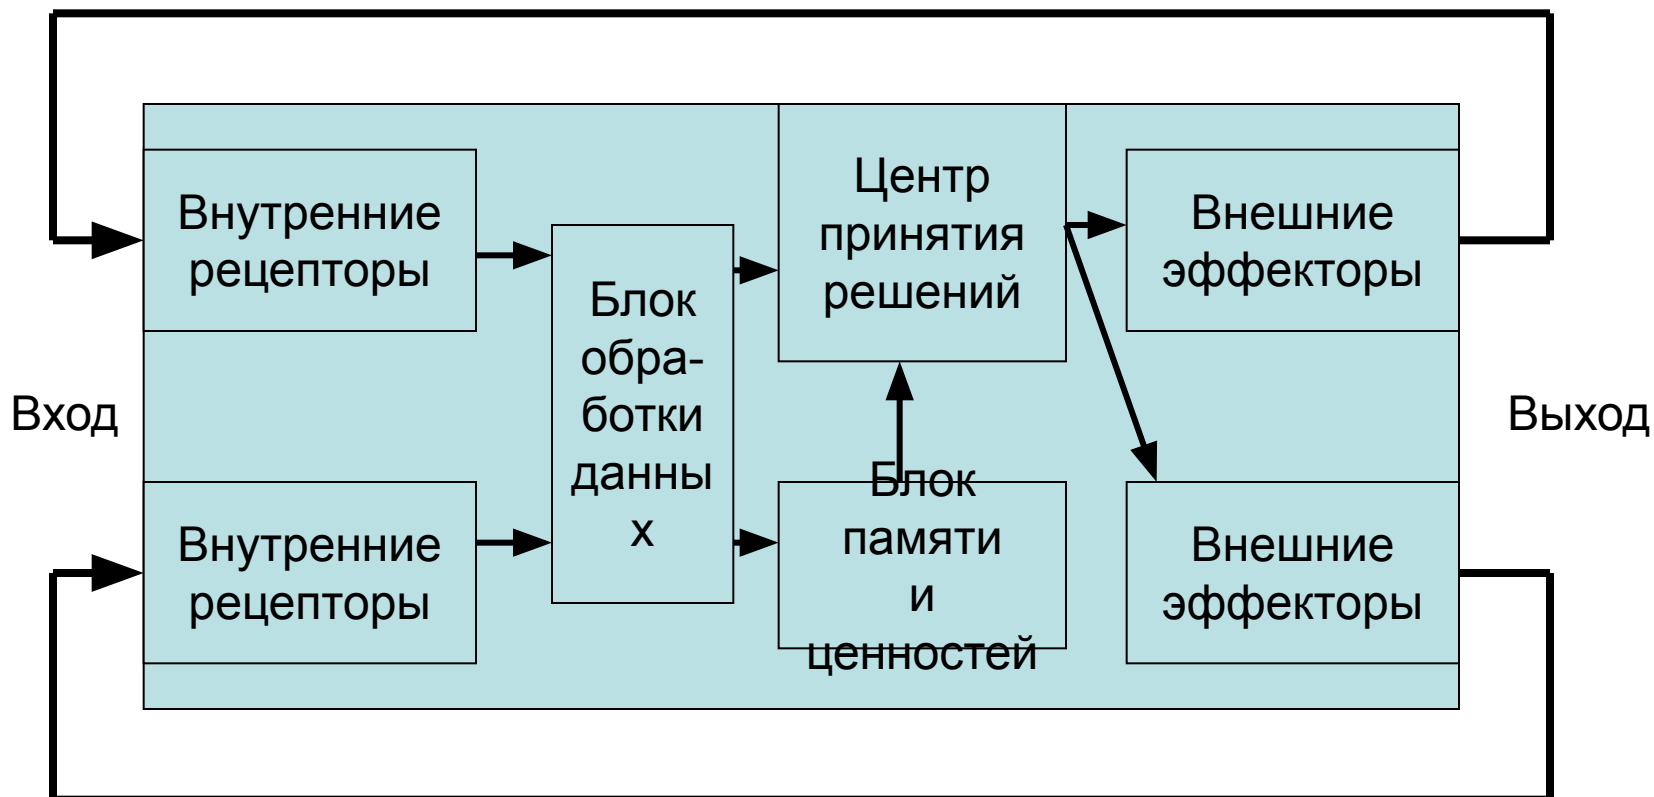 Вход
Внутренние
рецепторы
Внутренние
рецепторы
Блок
обра-
ботки
данны
х
Центр
принятия
решений
Блок
памяти
и
ценностей
Внешние
эффекторы
Внешние
эффекторы
Выход